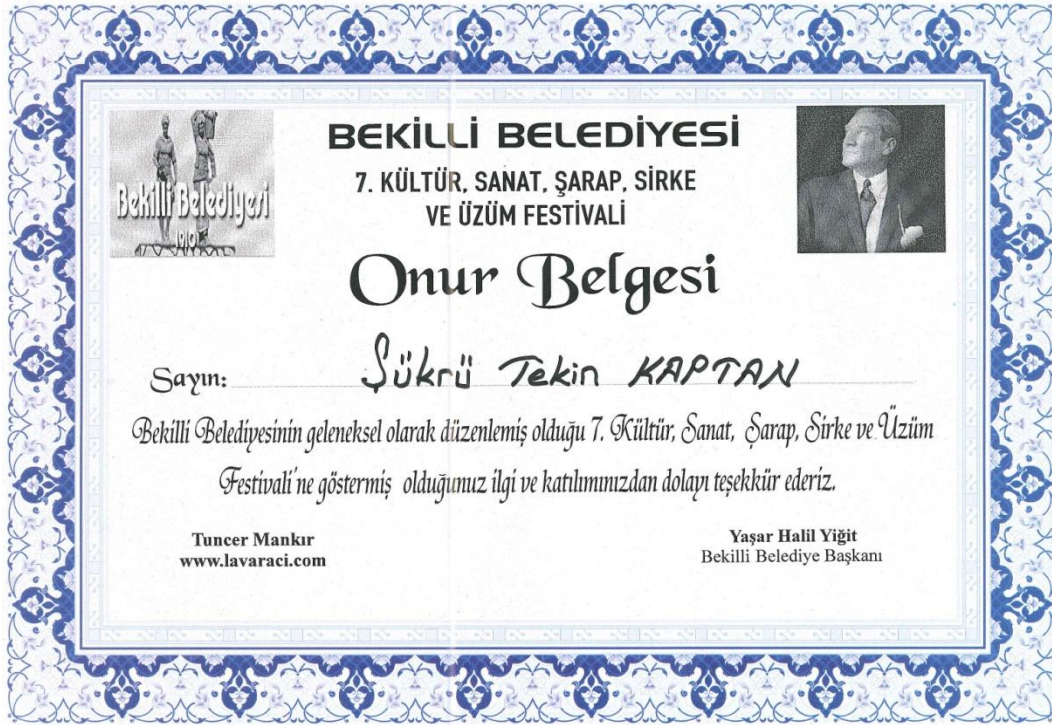 BEKİLLİ BELEDİYESİ
7. KÜLTÜR, SANAT, ŞARAP, SİRKE
VE ÜZÜM FESTİVALİ
Bekilli Belediyesi
1910
Onur Belgesi
Sayın: Şükrü Tekin KAPTAN
Bekilli Belediyesinin geleneksel olarak düzenlemiş olduğu 7. Kültür, Sanat, Şarap, Sirke ve Üzüm
Festivali'ne göstermiş olduğunuz ilgi ve katılımınızdan dolayı teşekkür ederiz.
Tuncer Mankır
www.lavaraci.com
Yaşar Halil Yiğit
Bekilli Belediye Başkanı